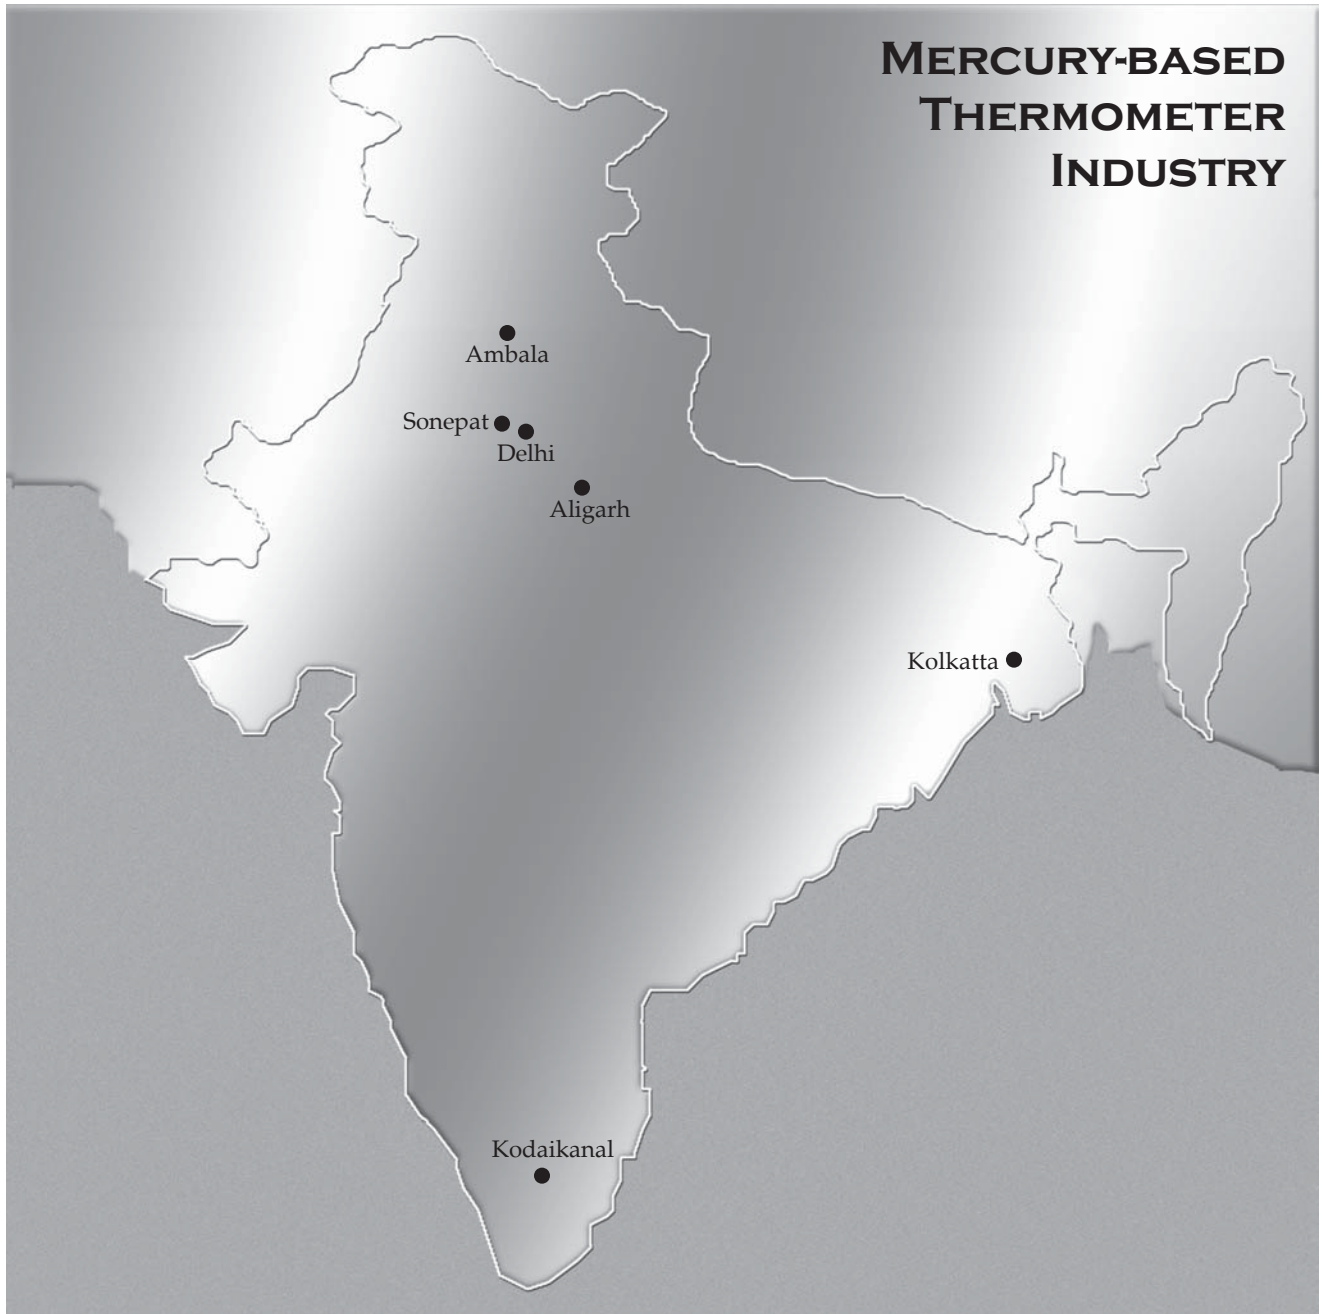 MERCURY-BASED
THERMOMETER
INDUSTRY
Ambala
Sonepat
Delhi
Aligarh
Kolkatta
Kodaikanal